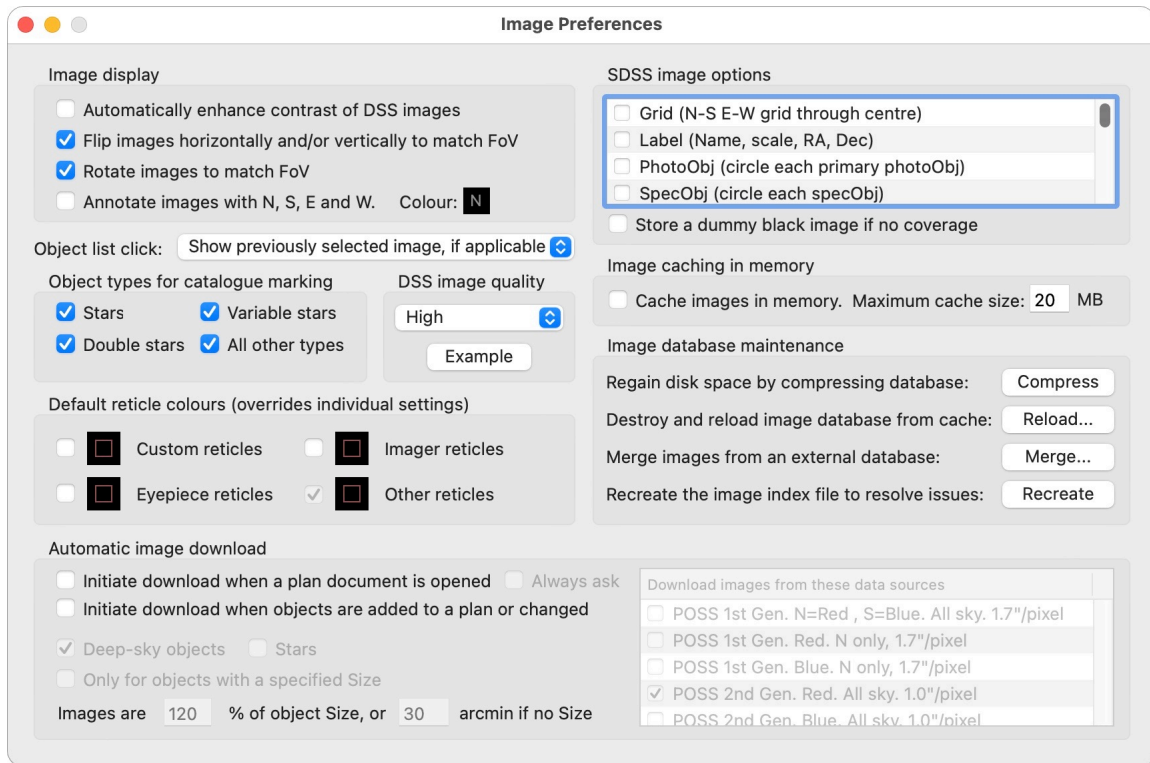 Image Preferences
Image display
Automatically enhance contrast of DSS images
Flip images horizontally and/or vertically to match FoV
Rotate images to match FoV
Annotate images with N, S, E and W. Colour: N
Object list click: Show previously selected image, if applicable
Object types for catalogue marking
Stars
Variable stars
Double stars
All other types
DSS image quality
High
Example
Default reticle colours (overrides individual settings)
Custom reticles
Imager reticles
Eyepiece reticles
Other reticles
SDSS image options
Grid (N-S E-W grid through centre)
Label (Name, scale, RA, Dec)
PhotoObj (circle each primary photoObj)
SpecObj (circle each specObj)
Store a dummy black image if no coverage
Image caching in memory
Cache images in memory. Maximum cache size: 20 MB
Image database maintenance
Regain disk space by compressing database: Compress
Destroy and reload image database from cache: Reload...
Merge images from an external database: Merge...
Recreate the image index file to resolve issues: Recreate
Automatic image download
Initiate download when a plan document is opened
Always ask
Initiate download when objects are added to a plan or changed
Deep-sky objects
Stars
Only for objects with a specified Size
Images are 120 % of object Size, or 30 arcmin if no Size
Download images from these data sources
POSS 1st Gen. N=Red , S=Blue. All sky. 1.7"/pixel
POSS 1st Gen. Red. N only, 1.7"/pixel
POSS 1st Gen. Blue. N only, 1.7"/pixel
POSS 2nd Gen. Red. All sky. 1.0"/pixel
POSS 2nd Gen. Blue. All sky. 1.0"/pixel